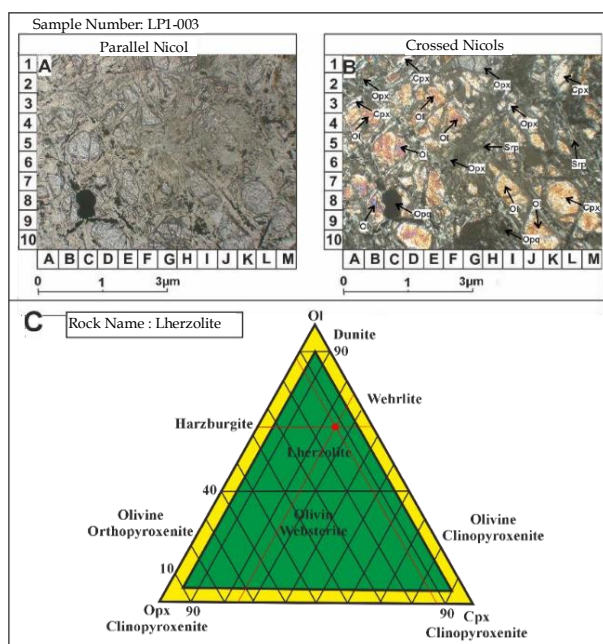 Sample Number: LP1-003
Parallel Nicol
Crossed Nicols
A
1
2
3
4
5
6
7
8
9
10
A B C D E F G H I J K L M
0 1 3μm
B
1
2
3
4
5
6
7
8
9
10
Cpx
Opx
Opx
Cpx
Cpx
Ol
Ol
Ol
Opx
Ol
Opx
Srp
Srp
Ol
Opq
Ol
Ol
Cpx
Opq
A B C D E F G H I J K L M
0 1 3μm
C
Rock Name : Lherzolite
Ol
Dunite
90
Wehrlite
Harzburgite
Lherzolite
40
Olivine
Orthopyroxenite
Olivin
Websterite
Olivine
Clinopyroxenite
10
Opx 90
Clinopyroxenite
90 Cpx
Clinopyroxenite